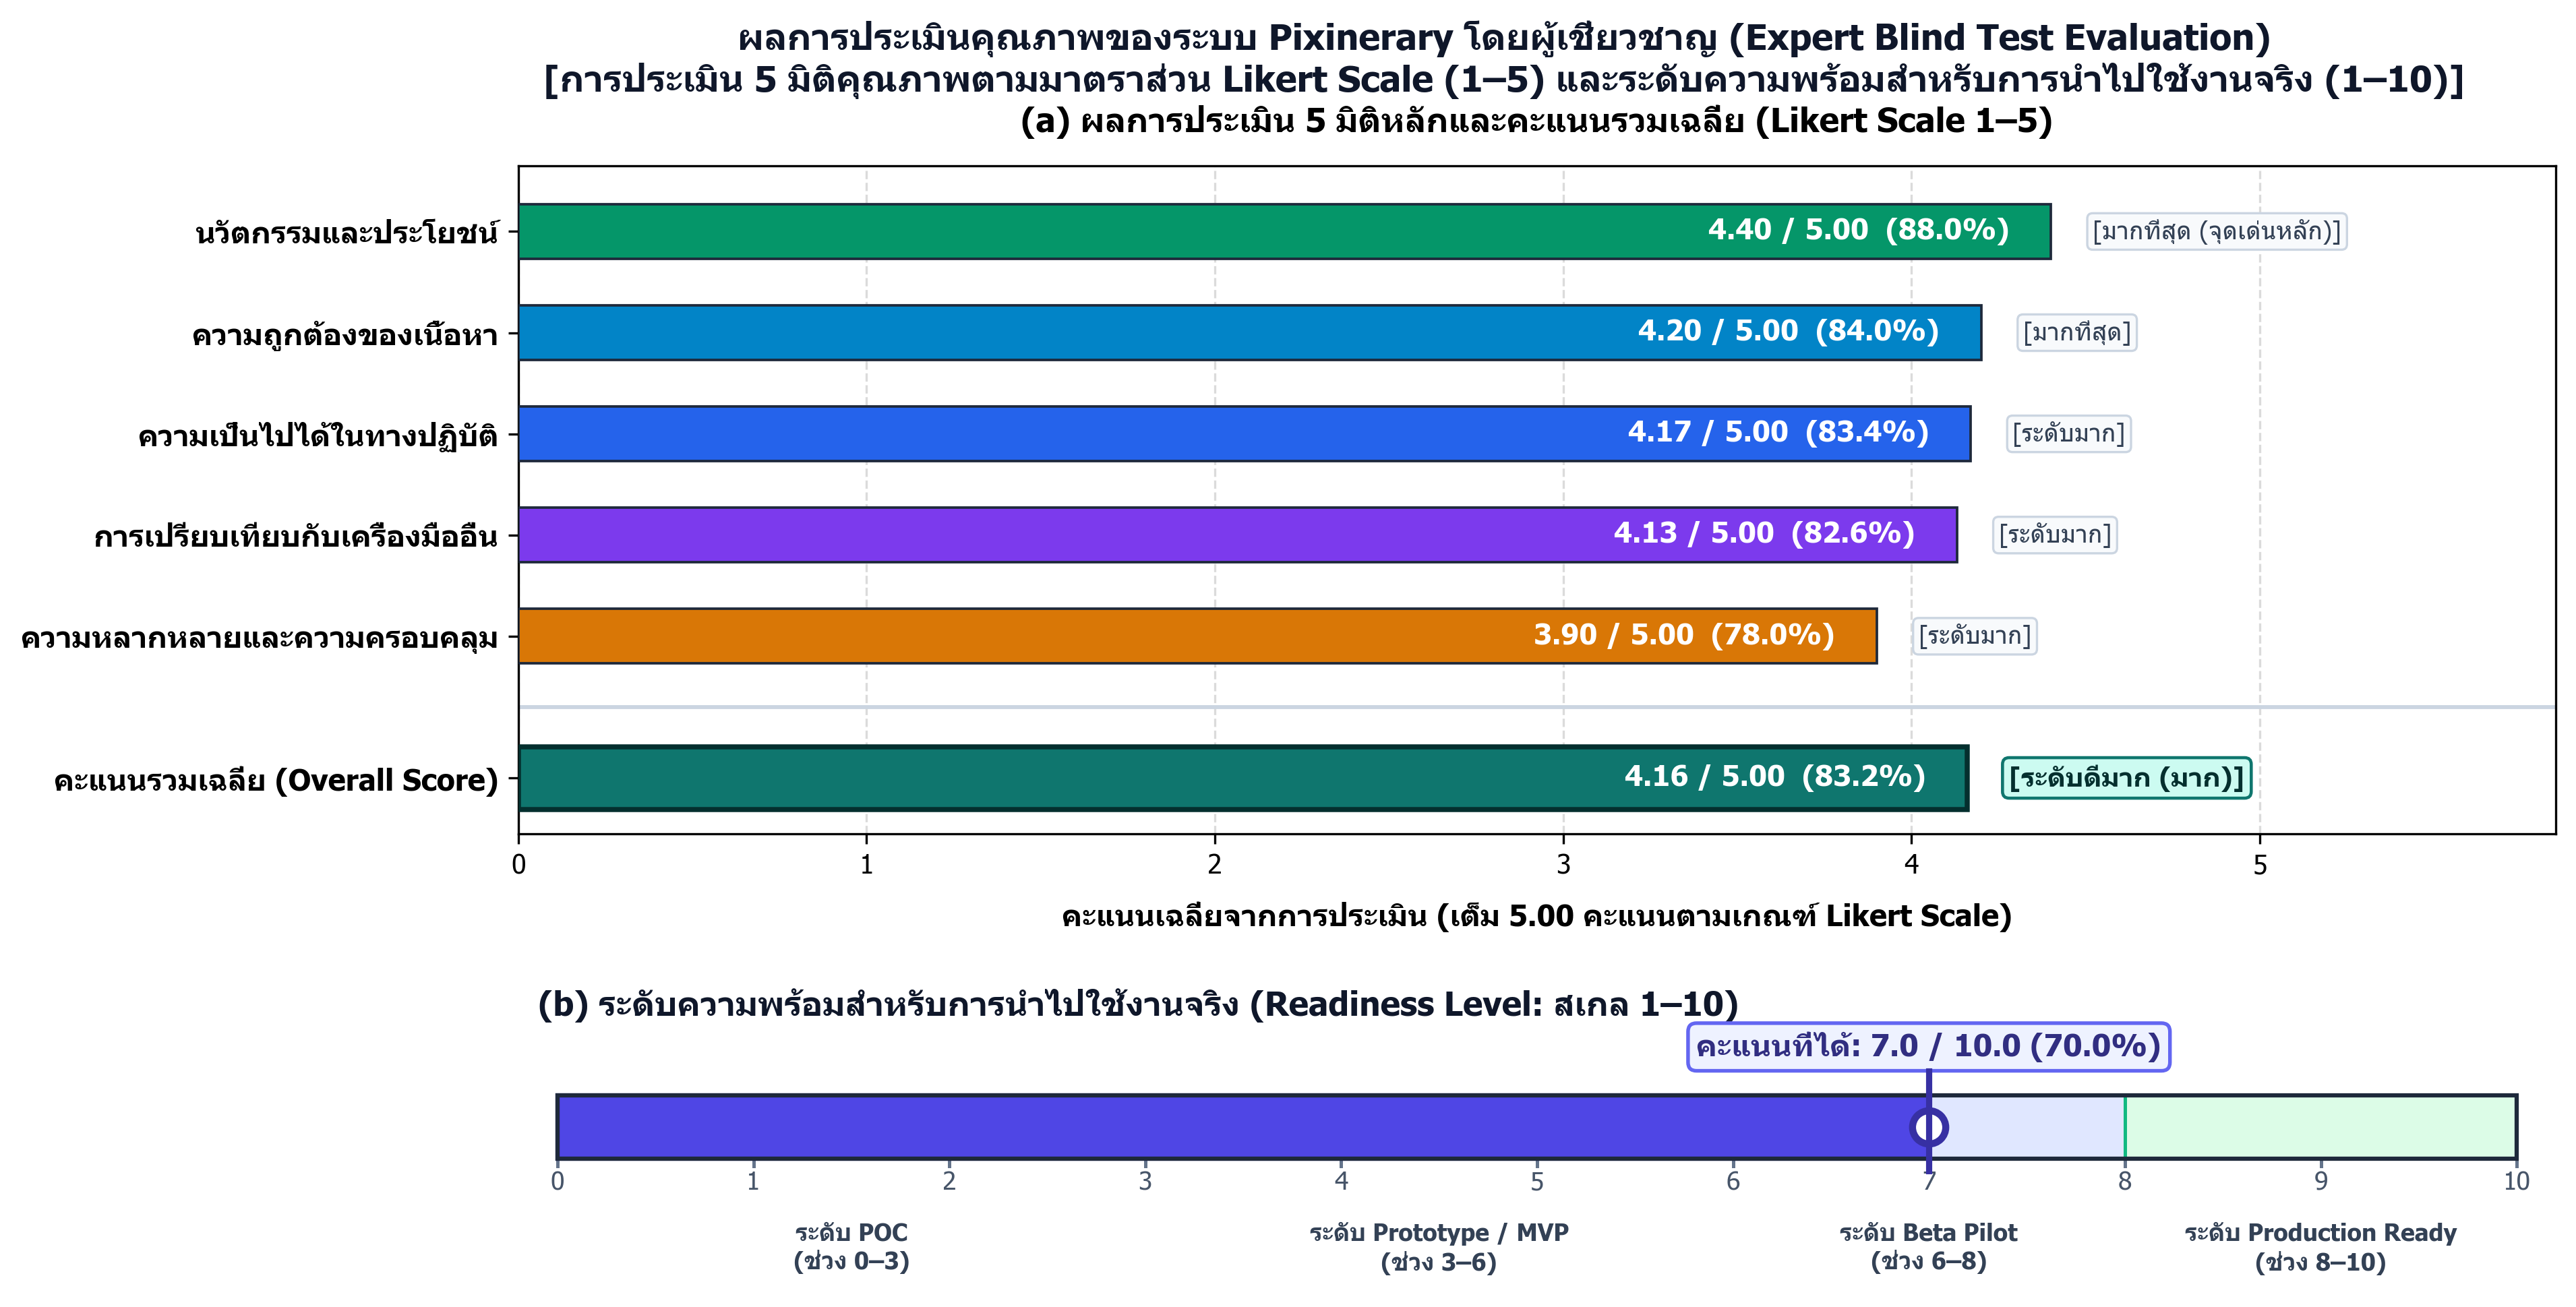 ผลการประเมินคุณภาพของระบบ Pixinerary โดยผู้เชี่ยวชาญ (Expert Blind Test Evaluation)
[การประเมิน 5 มิติคุณภาพตามมาตราส่วน Likert Scale (1–5) และระดับความพร้อมสำหรับการนำไปใช้งานจริง (1–10)]
(a) ผลการประเมิน 5 มิติหลักและคะแนนรวมเฉลี่ย (Likert Scale 1–5)
นวัตกรรมและประโยชน์
4.40 / 5.00 (88.0%)
[มากที่สุด (จุดเด่นหลัก)]
ความถูกต้องของเนื้อหา
4.20 / 5.00 (84.0%)
[มากที่สุด]
ความเป็นไปได้ในทางปฏิบัติ
4.17 / 5.00 (83.4%)
[ระดับมาก]
การเปรียบเทียบกับเครื่องมืออื่น
4.13 / 5.00 (82.6%)
[ระดับมาก]
ความหลากหลายและความครอบคลุม
3.90 / 5.00 (78.0%)
[ระดับมาก]
คะแนนรวมเฉลี่ย (Overall Score)
4.16 / 5.00 (83.2%)
[ระดับดีมาก (มาก)]
0 1 2 3 4 5
คะแนนเฉลี่ยจากการประเมิน (เต็ม 5.00 คะแนนตามเกณฑ์ Likert Scale)
(b) ระดับความพร้อมสำหรับการนำไปใช้งานจริง (Readiness Level: สเกล 1–10)
คะแนนที่ได้: 7.0 / 10.0 (70.0%)
0 1 2 3 4 5 6 7 8 9 10
ระดับ POC
(ช่วง 0–3)
ระดับ Prototype / MVP
(ช่วง 3–6)
ระดับ Beta Pilot
(ช่วง 6–8)
ระดับ Production Ready
(ช่วง 8–10)